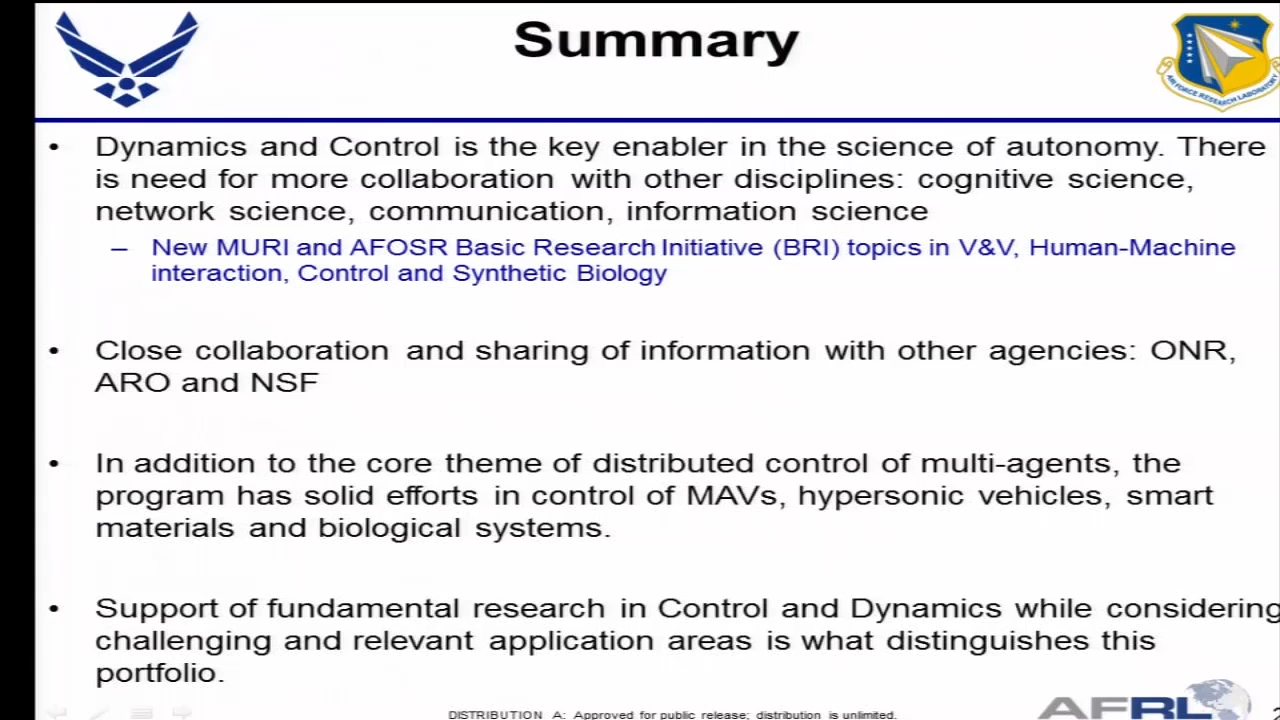 Summary
AIR FORCE RESEARCH LABORATORY
• Dynamics and Control is the key enabler in the science of autonomy. There
is need for more collaboration with other disciplines: cognitive science,
network science, communication, information science
– New MURI and AFOSR Basic Research Initiative (BRI) topics in V&V, Human-Machine
interaction, Control and Synthetic Biology
• Close collaboration and sharing of information with other agencies: ONR,
ARO and NSF
• In addition to the core theme of distributed control of multi-agents, the
program has solid efforts in control of MAVs, hypersonic vehicles, smart
materials and biological systems.
• Support of fundamental research in Control and Dynamics while considering
challenging and relevant application areas is what distinguishes this
portfolio.
DISTRIBUTION A: Approved for public release; distribution is unlimited.
AFRL